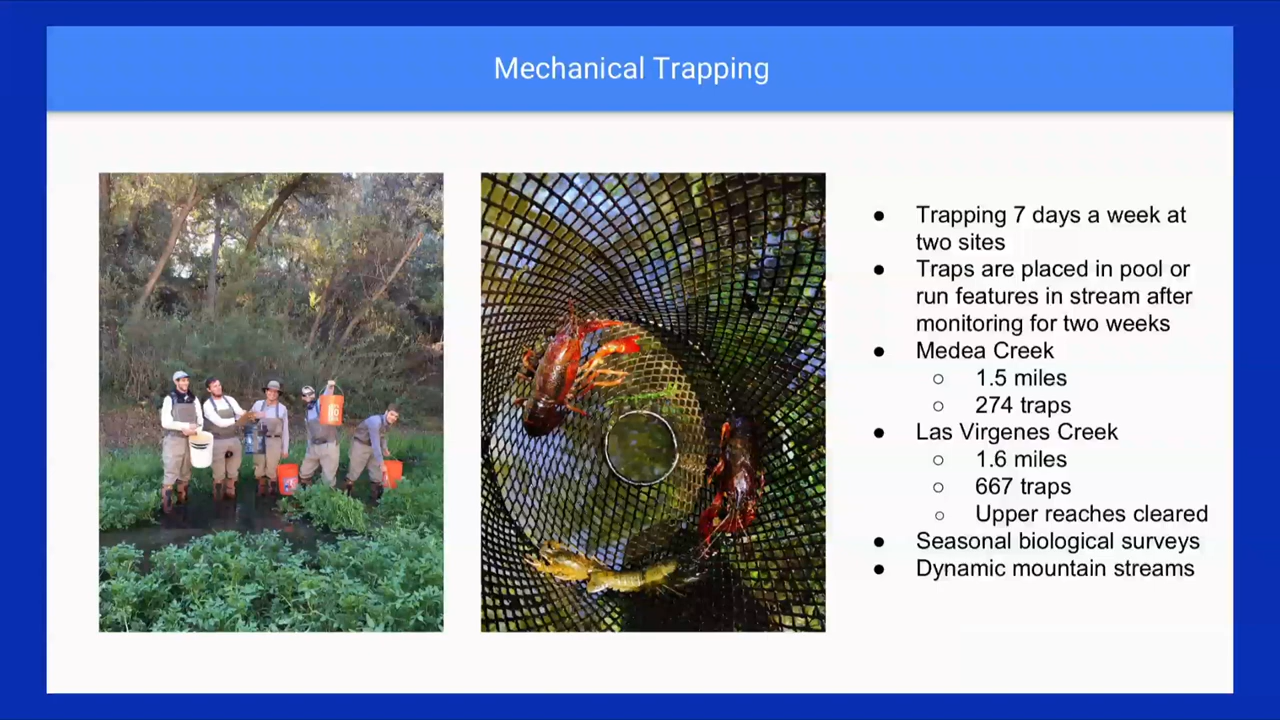 Mechanical Trapping
● Trapping 7 days a week at
two sites
● Traps are placed in pool or
run features in stream after
monitoring for two weeks
● Medea Creek
○ 1.5 miles
○ 274 traps
● Las Virgenes Creek
○ 1.6 miles
○ 667 traps
○ Upper reaches cleared
● Seasonal biological surveys
● Dynamic mountain streams